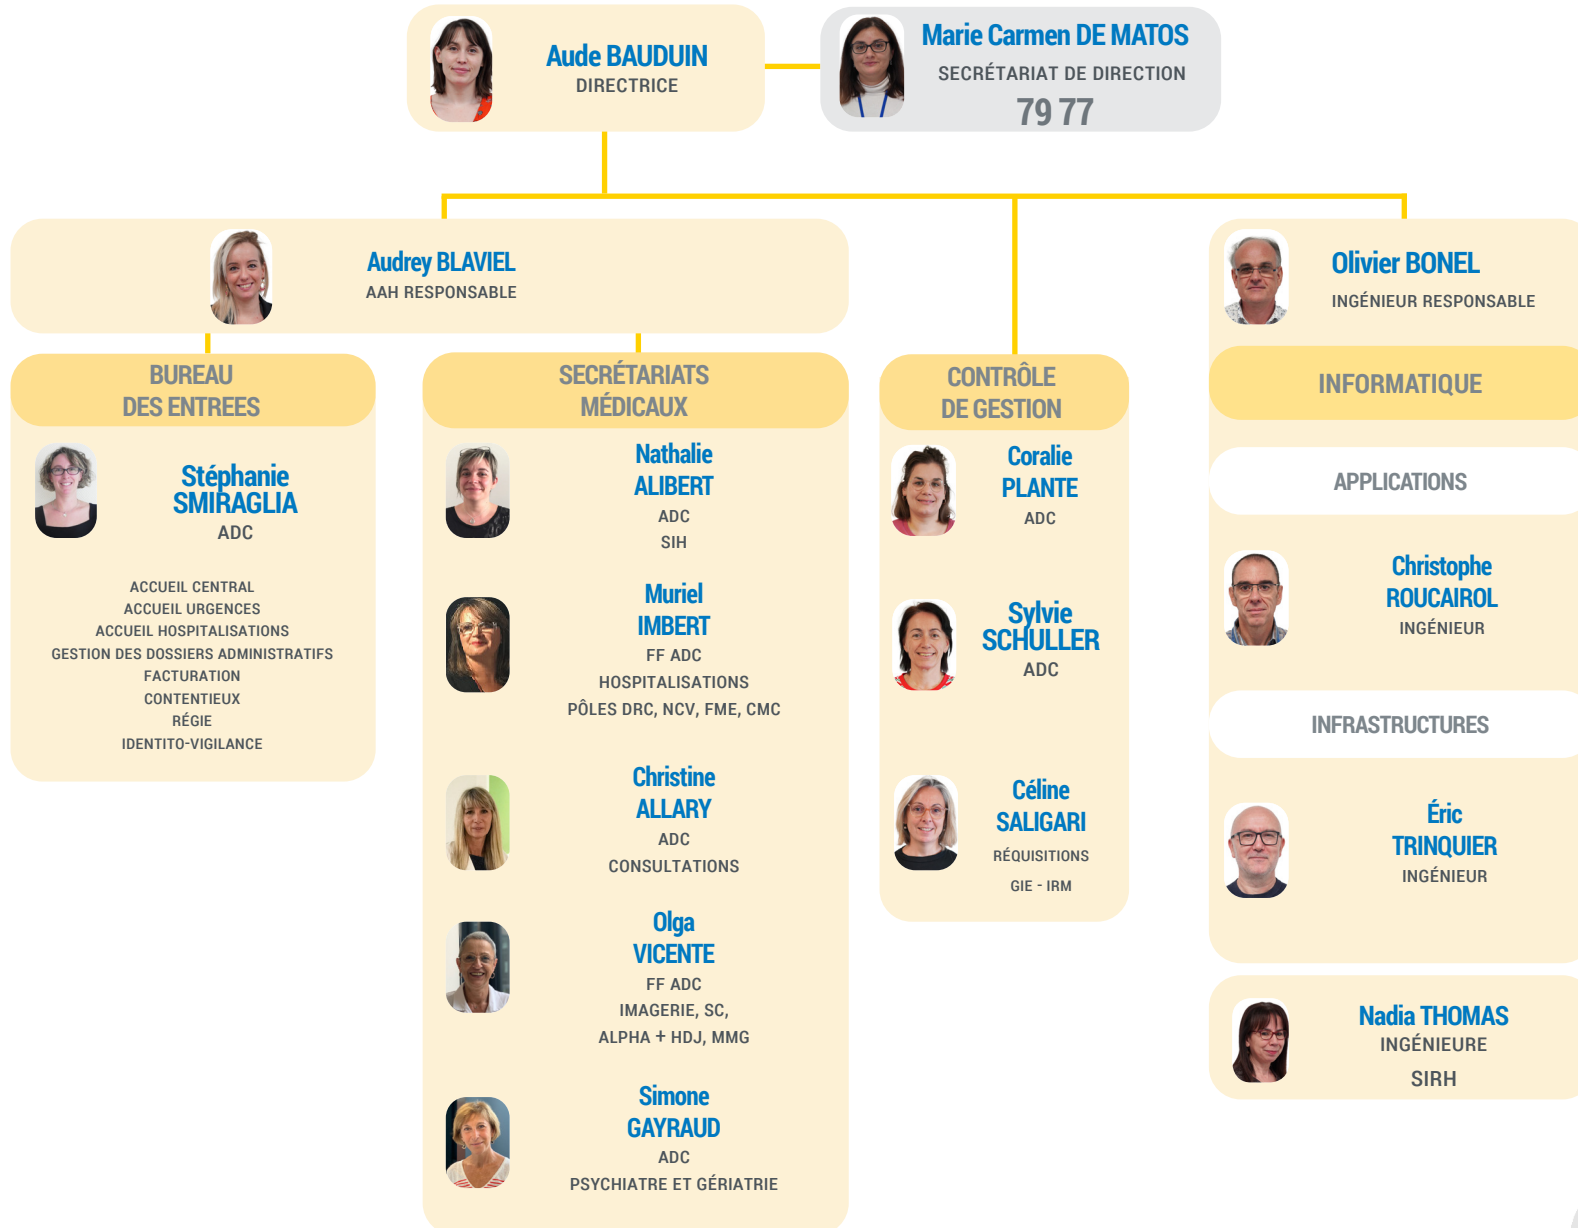 Aude BAUDUIN
DIRECTRICE
Marie Carmen DE MATOS
SECRÉTARIAT DE DIRECTION
79 77
Audrey BLAVIEL
AAH RESPONSABLE
Olivier BONEL
INGÉNIEUR RESPONSABLE
BUREAU
DES ENTREES
Stéphanie
SMIRAGLIA
ADC
ACCUEIL CENTRAL
ACCUEIL URGENCES
ACCUEIL HOSPITALISATIONS
GESTION DES DOSSIERS ADMINISTRATIFS
FACTURATION
CONTENTIEUX
RÉGIE
IDENTITO-VIGILANCE
SECRÉTARIATS
MÉDICAUX
Nathalie
ALIBERT
ADC
SIH
Muriel
IMBERT
FF ADC
HOSPITALISATIONS
PÔLES DRC, NCV, FME, CMC
Christine
ALLARY
ADC
CONSULTATIONS
Olga
VICENTE
FF ADC
IMAGERIE, SC,
ALPHA + HDJ, MMG
Simone
GAYRAUD
ADC
PSYCHIATRE ET GÉRIATRIE
CONTRÔLE
DE GESTION
Coralie
PLANTE
ADC
Sylvie
SCHULLER
ADC
Céline
SALIGARI
RÉQUISITIONS
GIE - IRM
INFORMATIQUE
APPLICATIONS
Christophe
ROUCAIROL
INGÉNIEUR
INFRASTRUCTURES
Éric
TRINQUIER
INGÉNIEUR
Nadia THOMAS
INGÉNIEURE
SIRH